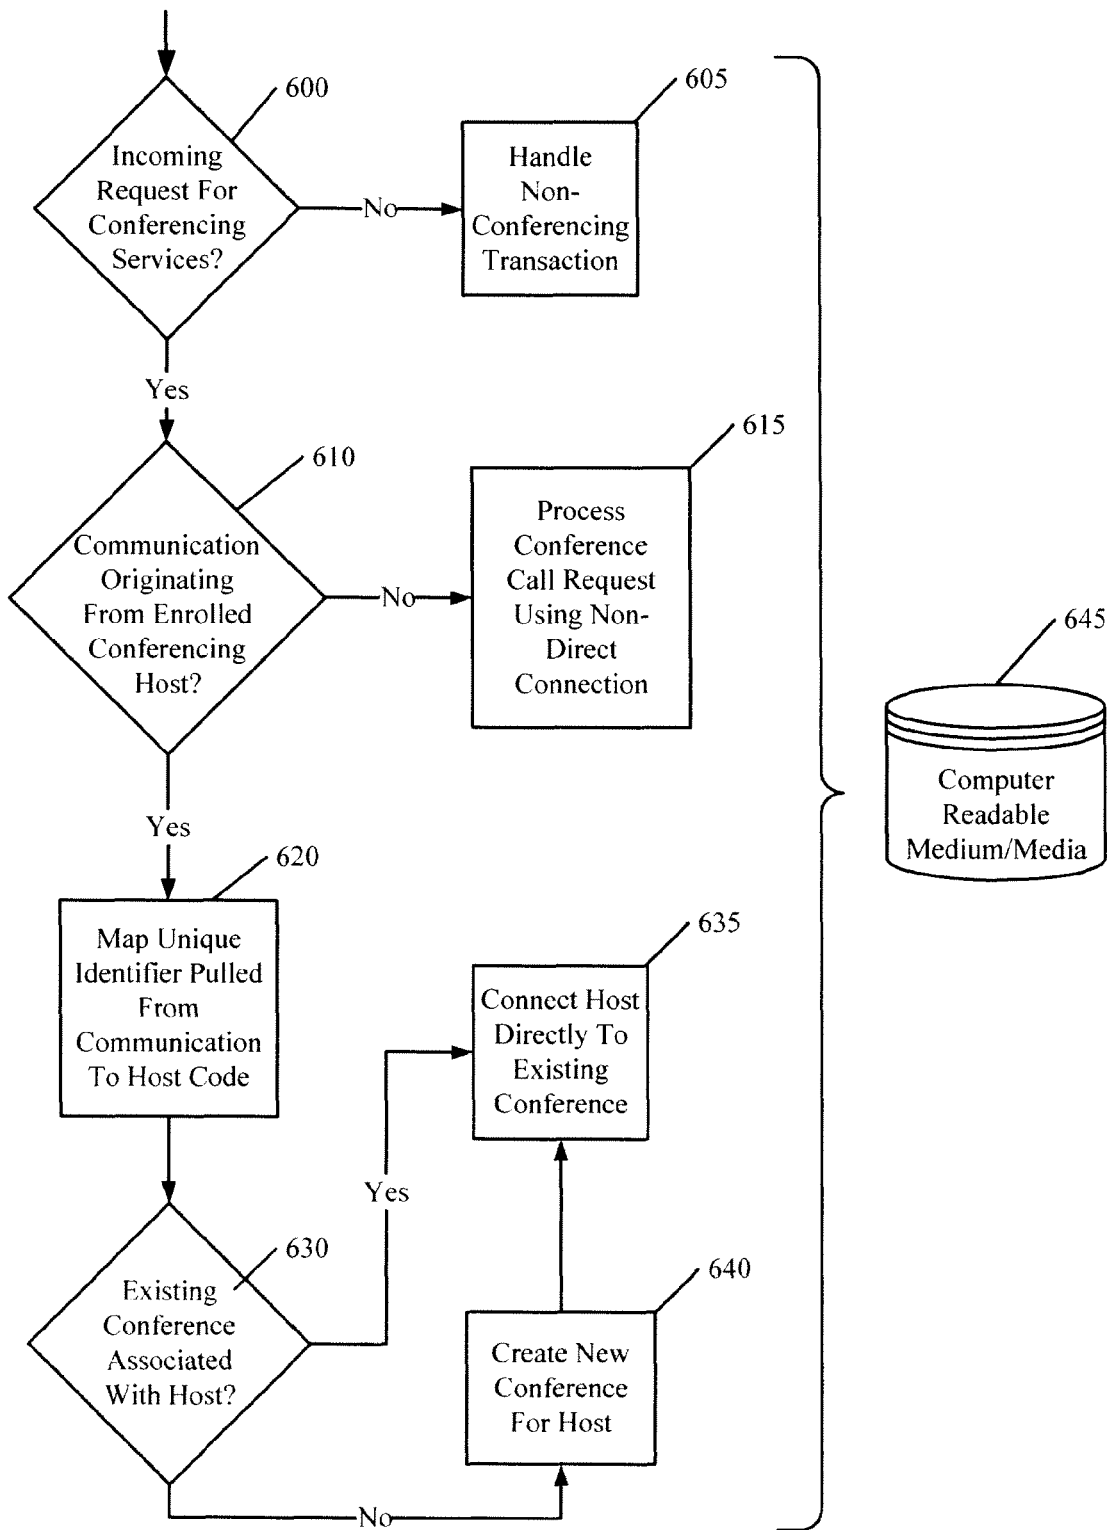 600
Incoming
Request For
Conferencing
Services?
No
605
Handle
Non-
Conferencing
Transaction
Yes
610
Communication
Originating
From Enrolled
Conferencing
Host?
No
615
Process
Conference
Call Request
Using Non-
Direct
Connection
645
Computer
Readable
Medium/Media
Yes
620
Map Unique
Identifier Pulled
From
Communication
To Host Code
635
Connect Host
Directly To
Existing
Conference
Yes
630
Existing
Conference
Associated
With Host?
640
Create New
Conference
For Host
No